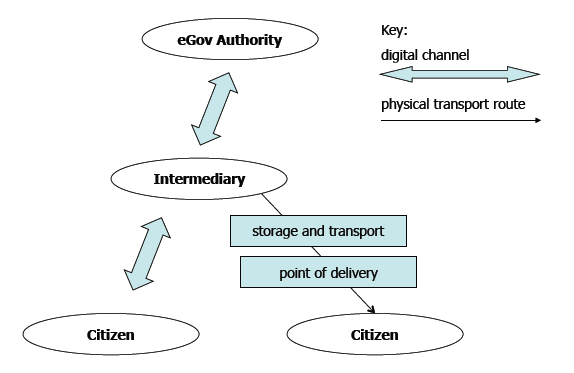 eGov Authority
Key:
digital channel
physical transport route
Intermediary
storage and transport
point of delivery
Citizen
Citizen